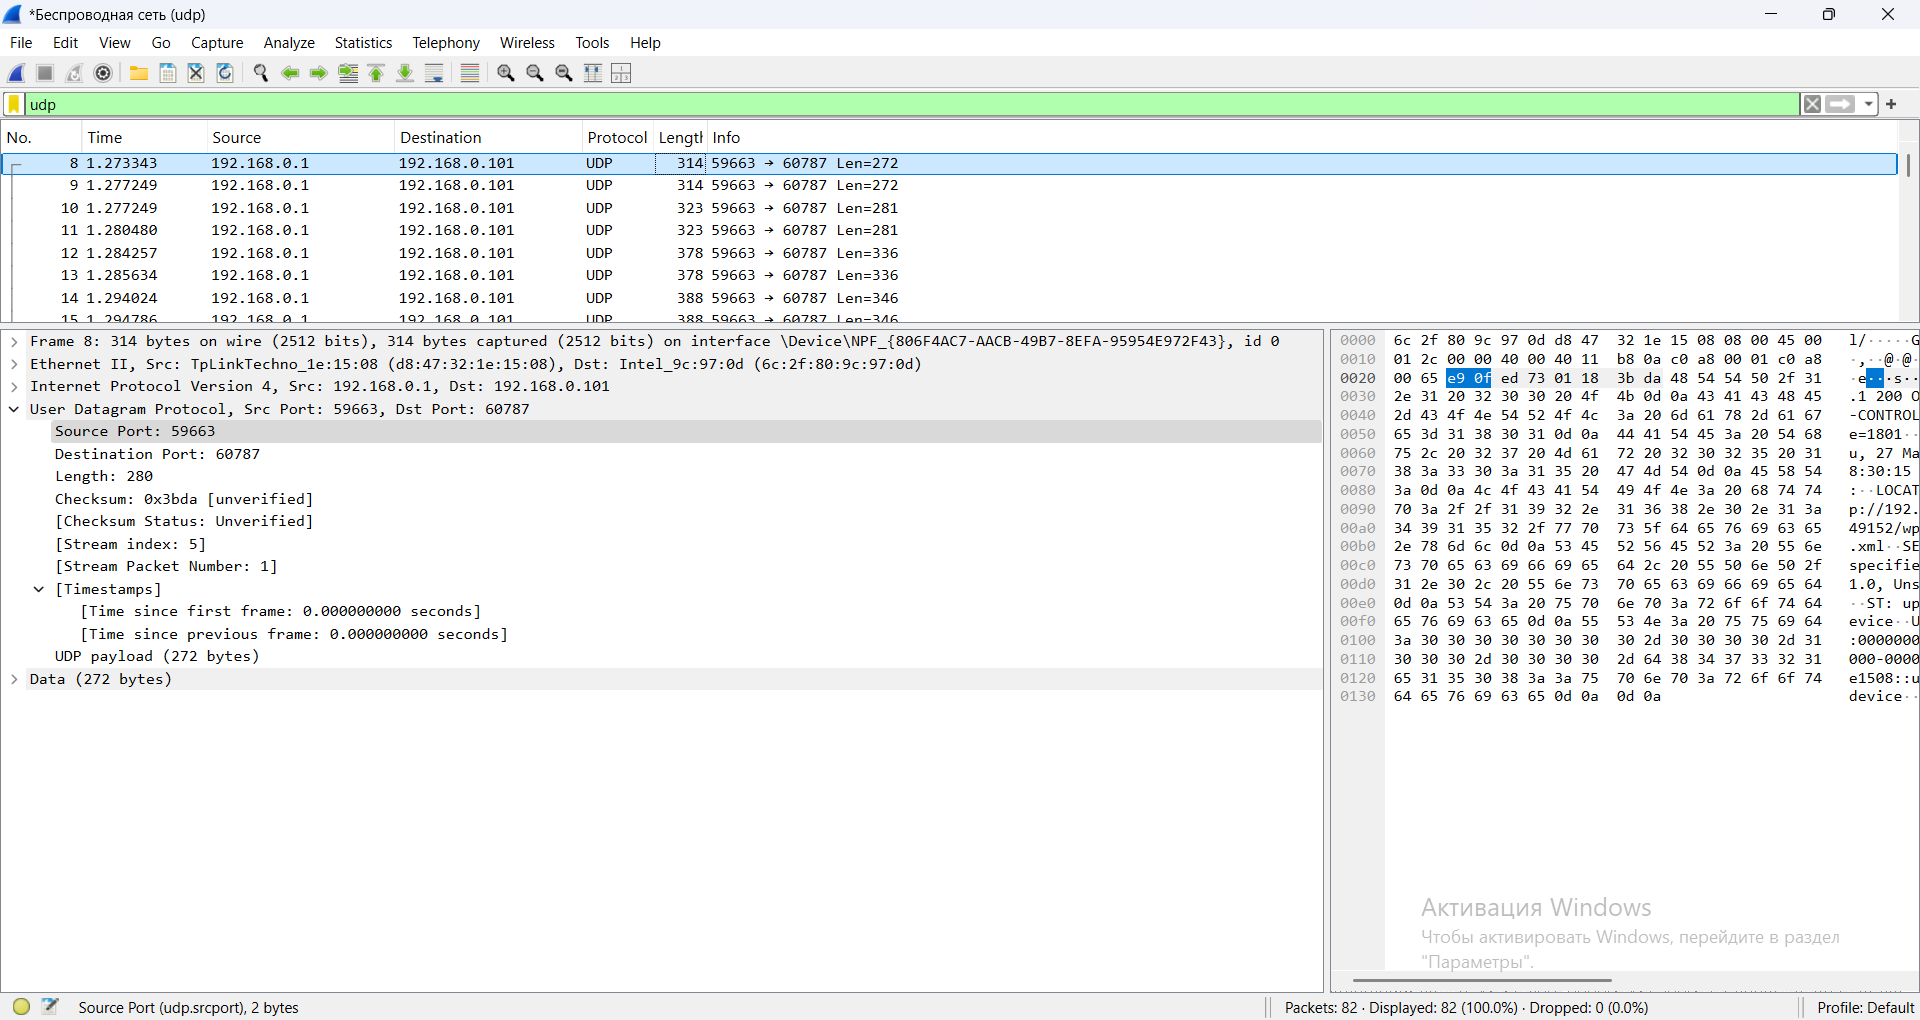 *Беспроводная сеть (udp)
File Edit View Go Capture Analyze Statistics Telephony Wireless Tools Help
udp
No. Time Source Destination Protocol Length Info
8 1.273343 192.168.0.1 192.168.0.101 UDP 314 59663 → 60787 Len=272
9 1.277249 192.168.0.1 192.168.0.101 UDP 314 59663 → 60787 Len=272
10 1.277249 192.168.0.1 192.168.0.101 UDP 323 59663 → 60787 Len=281
11 1.280480 192.168.0.1 192.168.0.101 UDP 323 59663 → 60787 Len=281
12 1.284257 192.168.0.1 192.168.0.101 UDP 378 59663 → 60787 Len=336
13 1.285634 192.168.0.1 192.168.0.101 UDP 378 59663 → 60787 Len=336
14 1.294024 192.168.0.1 192.168.0.101 UDP 388 59663 → 60787 Len=346
15 1.294786 192.168.0.1 192.168.0.101 UDP 388 59663 → 60787 Len=346
Frame 8: 314 bytes on wire (2512 bits), 314 bytes captured (2512 bits) on interface \Device\NPF_{806F4AC7-AACB-49B7-8EFA-95954E972F43}, id 0
Ethernet II, Src: TpLinkTechno_1e:15:08 (d8:47:32:1e:15:08), Dst: Intel_9c:97:0d (6c:2f:80:9c:97:0d)
Internet Protocol Version 4, Src: 192.168.0.1, Dst: 192.168.0.101
User Datagram Protocol, Src Port: 59663, Dst Port: 60787
Source Port: 59663
Destination Port: 60787
Length: 280
Checksum: 0x3bda [unverified]
[Checksum Status: Unverified]
[Stream index: 5]
[Stream Packet Number: 1]
[Timestamps]
[Time since first frame: 0.000000000 seconds]
[Time since previous frame: 0.000000000 seconds]
UDP payload (272 bytes)
Data (272 bytes)
0000 6c 2f 80 9c 97 0d d8 47 32 1e 15 08 08 00 45 00 l/·····G
0010 01 2c 00 00 40 00 40 11 b8 0a c0 a8 00 01 c0 a8 ·,··@·@·
0020 00 65 e9 0f ed 73 01 18 3b da 48 54 54 50 2f 31 ·e···s··
0030 2e 31 20 32 30 30 20 4f 4b 0d 0a 43 41 43 48 45 .1 200 O
0040 2d 43 4f 4e 54 52 4f 4c 3a 20 6d 61 78 2d 61 67 -CONTROL
0050 65 3d 31 38 30 31 0d 0a 44 41 54 45 3a 20 54 68 e=1801··
0060 75 2c 20 32 37 20 4d 61 72 20 32 30 32 35 20 31 u, 27 Ma
0070 38 3a 33 30 3a 31 35 20 47 4d 54 0d 0a 45 58 54 8:30:15
0080 3a 0d 0a 4c 4f 43 41 54 49 4f 4e 3a 20 68 74 74 :··LOCAT
0090 70 3a 2f 2f 31 39 32 2e 31 36 38 2e 30 2e 31 3a p://192.
00a0 34 39 31 35 32 2f 77 70 73 5f 64 65 76 69 63 65 49152/wp
00b0 2e 78 6d 6c 0d 0a 53 45 52 56 45 52 3a 20 55 6e .xml··SE
00c0 73 70 65 63 69 66 69 65 64 2c 20 55 50 6e 50 2f specifie
00d0 31 2e 30 2c 20 55 6e 73 70 65 63 69 66 69 65 64 1.0, Uns
00e0 0d 0a 53 54 3a 20 75 70 6e 70 3a 72 6f 6f 74 64 ··ST: up
00f0 65 76 69 63 65 0d 0a 55 53 4e 3a 20 75 75 69 64 evice··U
0100 3a 30 30 30 30 30 30 30 30 2d 30 30 30 30 2d 31 :0000000
0110 30 30 30 2d 30 30 30 30 2d 64 38 34 37 33 32 31 000-0000
0120 65 31 35 30 38 3a 3a 75 70 6e 70 3a 72 6f 6f 74 e1508::u
0130 64 65 76 69 63 65 0d 0a 0d 0a device··
Активация Windows
Чтобы активировать Windows, перейдите в раздел
"Параметры".
Source Port (udp.srcport), 2 bytes
Packets: 82 · Displayed: 82 (100.0%) · Dropped: 0 (0.0%)
Profile: Default